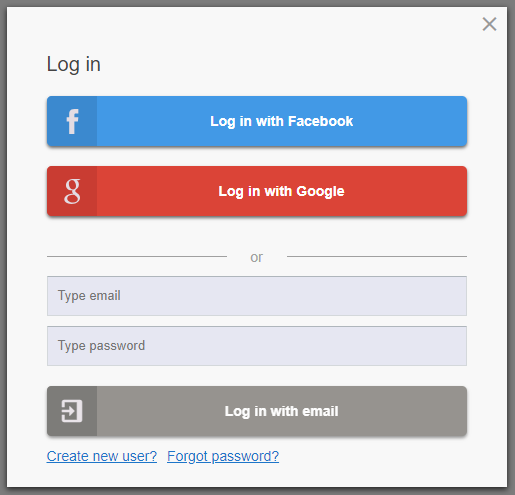 Log in
f
Log in with Facebook
g
Log in with Google
or
Type email
Type password
Log in with email
Create new user? Forgot password?